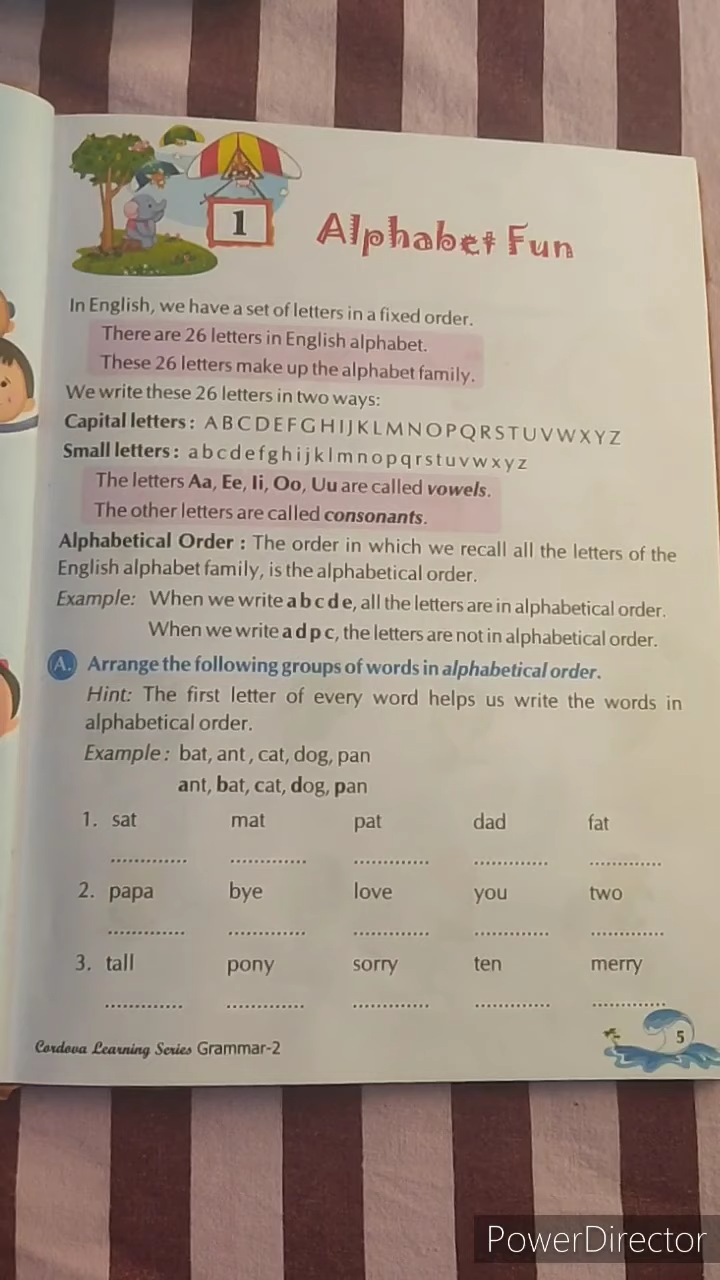 1
Alphabet Fun
In English, we have a set of letters in a fixed order.
There are 26 letters in English alphabet.
These 26 letters make up the alphabet family.
We write these 26 letters in two ways:
Capital letters : A B C D E F G H I J K L M N O P Q R S T U V W X Y Z
Small letters : a b c d e f g h i j k l m n o p q r s t u v w x y z
The letters Aa, Ee, Ii, Oo, Uu are called vowels.
The other letters are called consonants.
Alphabetical Order : The order in which we recall all the letters of the
English alphabet family, is the alphabetical order.
Example: When we write a b c d e, all the letters are in alphabetical order.
When we write a d p c, the letters are not in alphabetical order.
A. Arrange the following groups of words in alphabetical order.
Hint: The first letter of every word helps us write the words in
alphabetical order.
Example : bat, ant , cat, dog, pan
ant, bat, cat, dog, pan
1. sat mat pat dad fat
............. ............. ............. ............. .............
2. papa bye love you two
............. ............. ............. ............. .............
3. tall pony sorry ten merry
............. ............. ............. ............. .............
Cordova Learning Series Grammar-2
5
PowerDirector